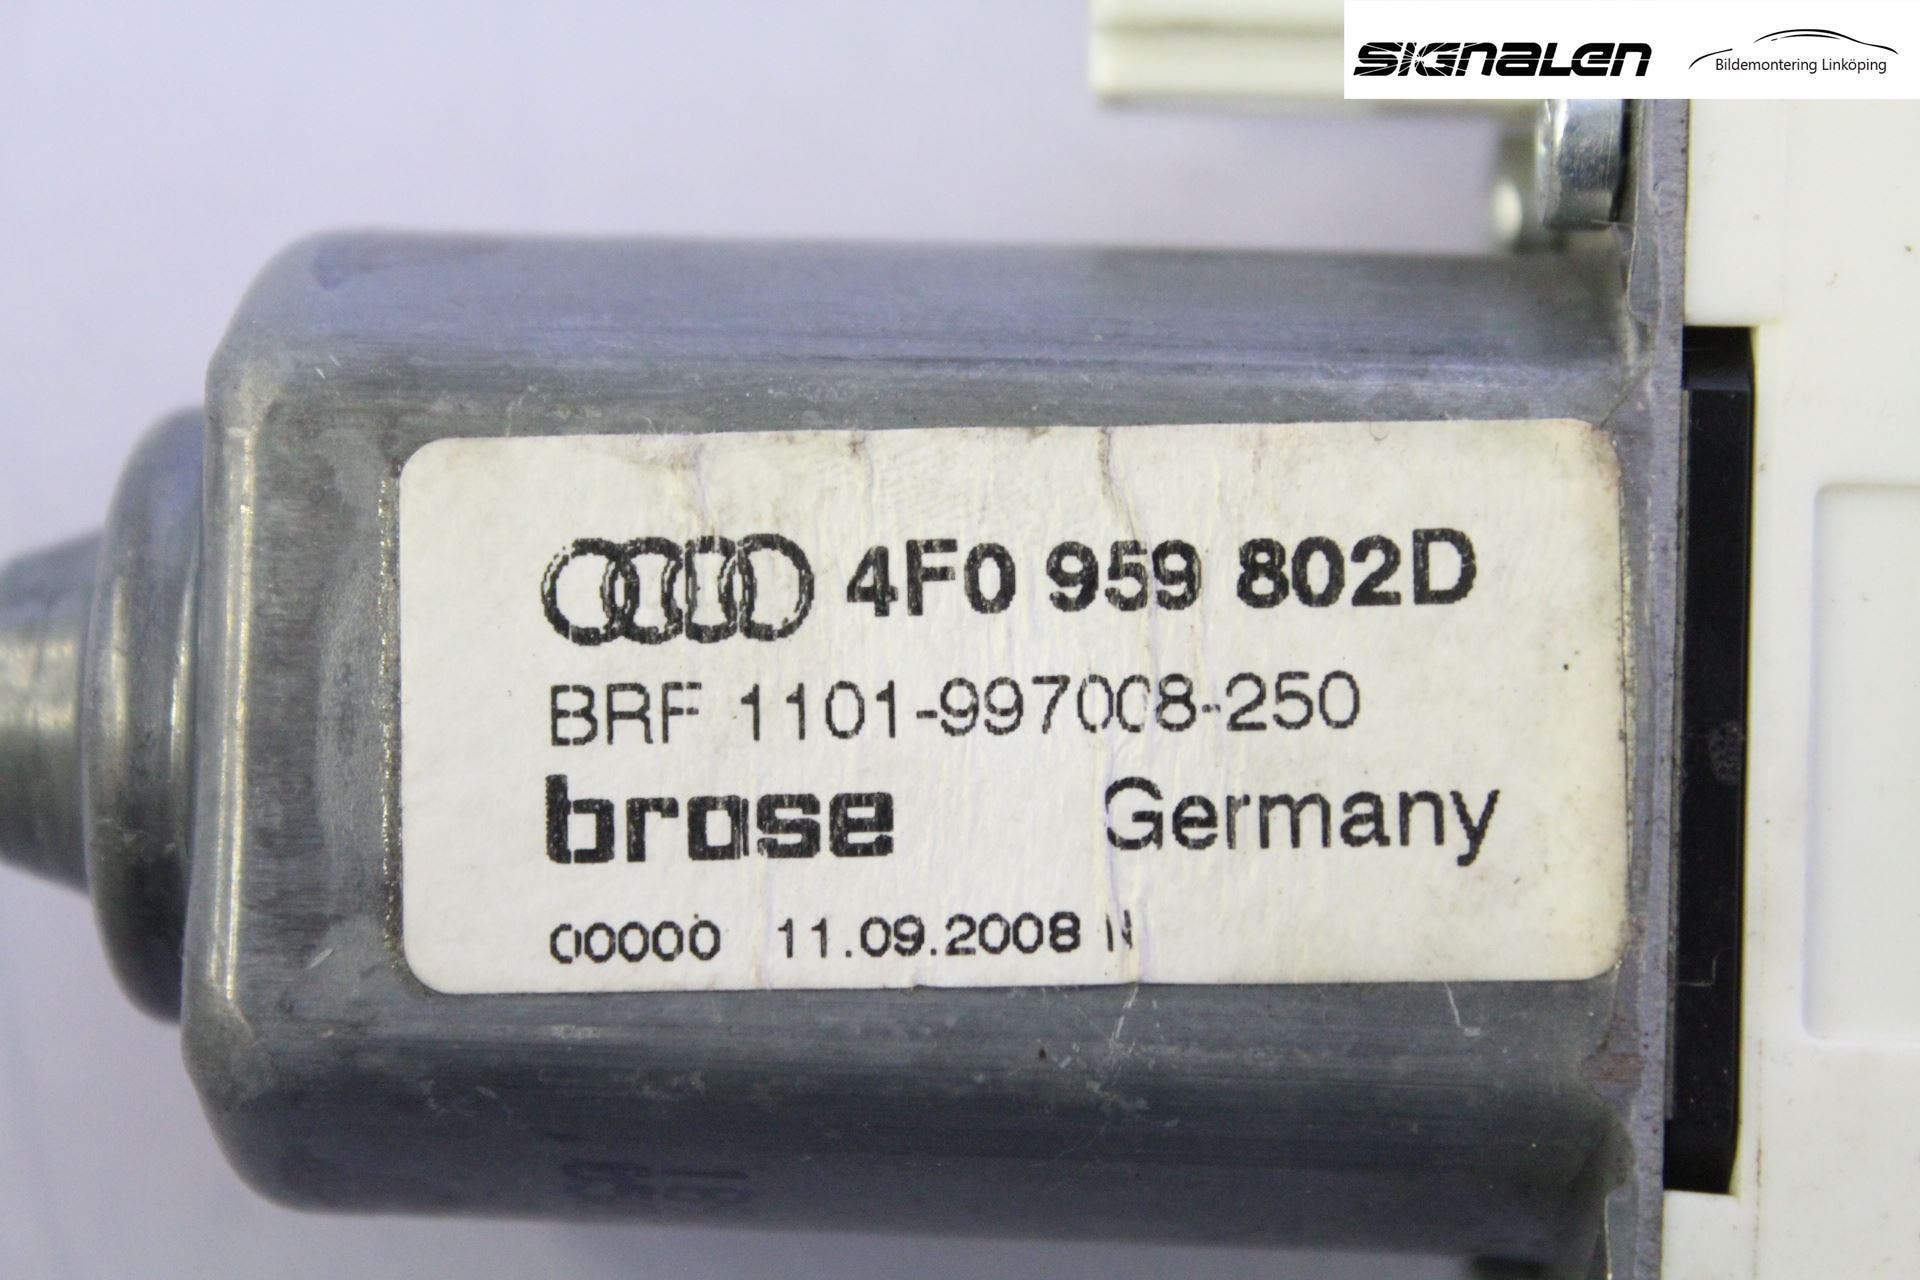 SIGNALEN
Bildemontering Linköping
4F0 959 802D
BRF 1101-997008-250
brose Germany
00000 11.09.2008